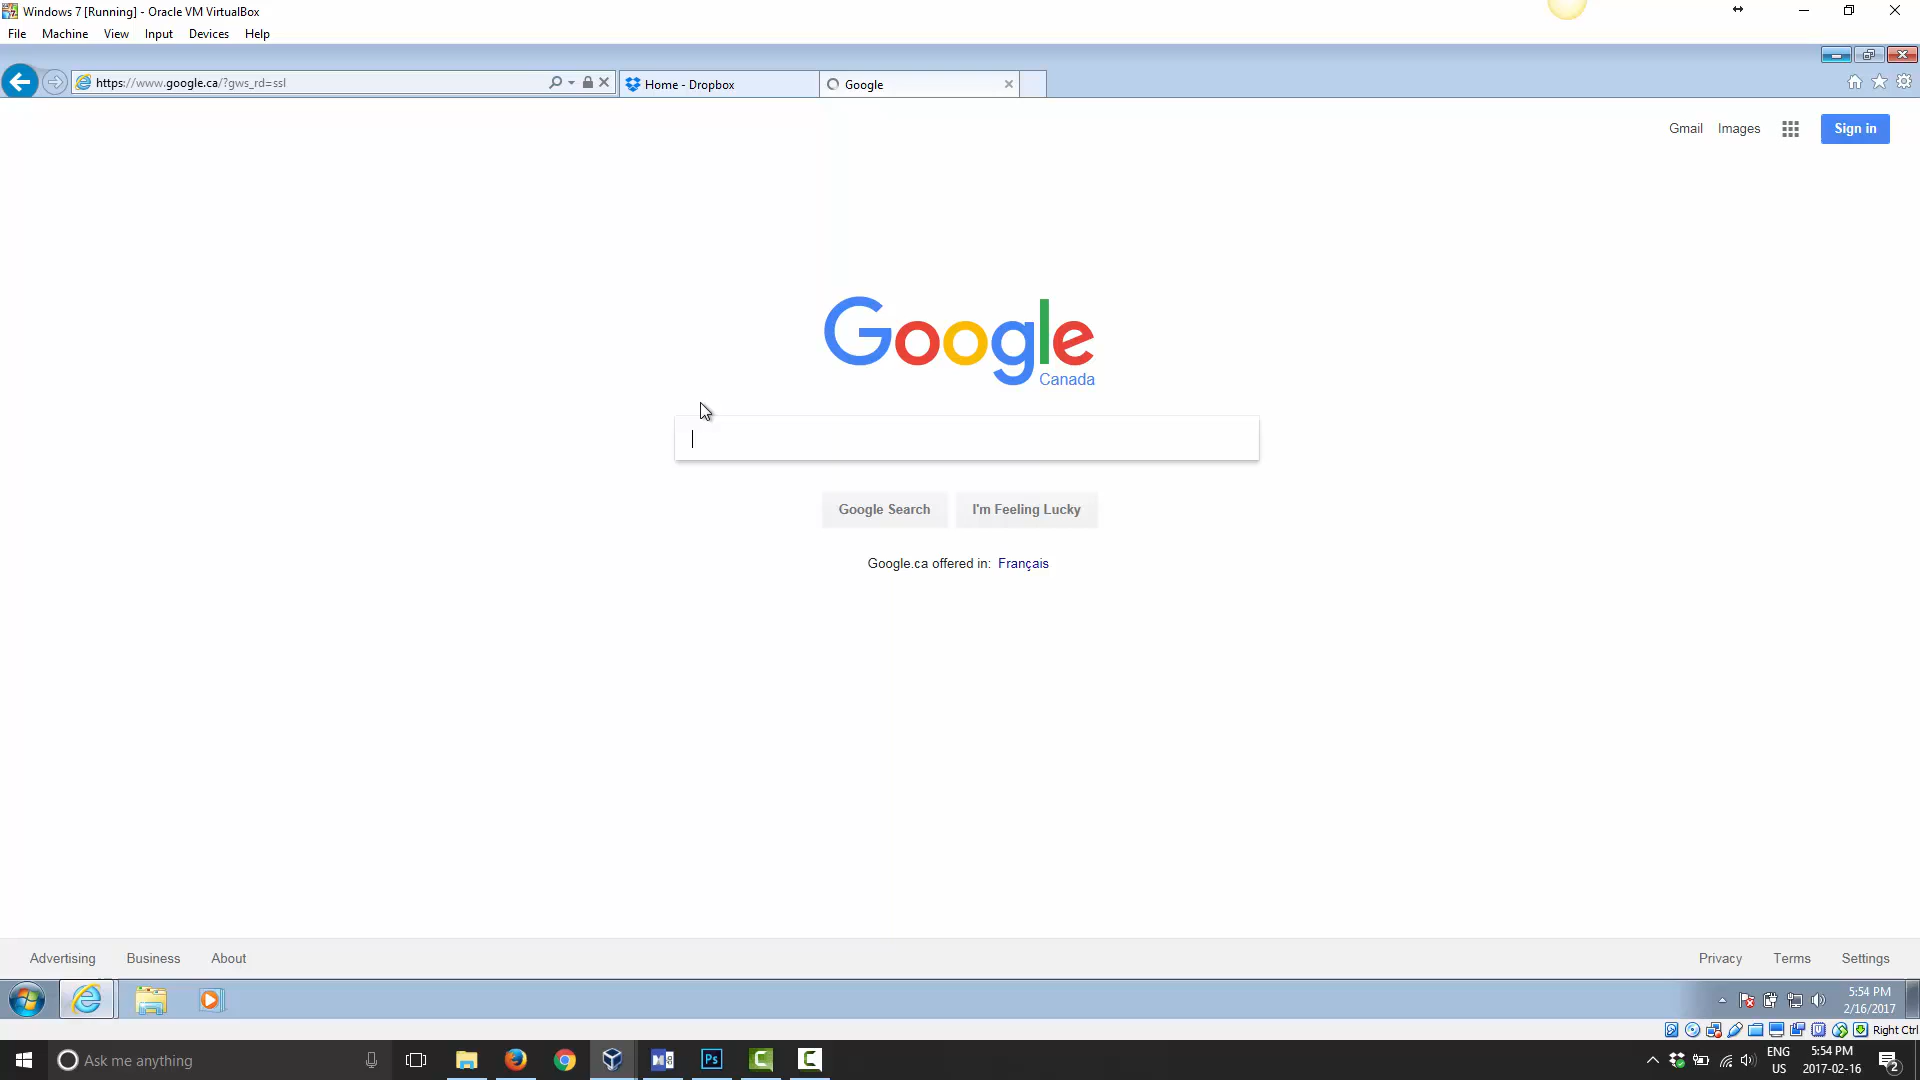 Windows 7 [Running] - Oracle VM VirtualBox
File Machine View Input Devices Help
https://www.google.ca/?gws_rd=ssl
Home - Dropbox
Google
Gmail Images Sign in
Google
Canada
Google Search I'm Feeling Lucky
Google.ca offered in: Français
Advertising Business About
Privacy Terms Settings
5:54 PM
2/16/2017
Right Ctrl
Ask me anything
Ps
ENG
US
5:54 PM
2017-02-16
2